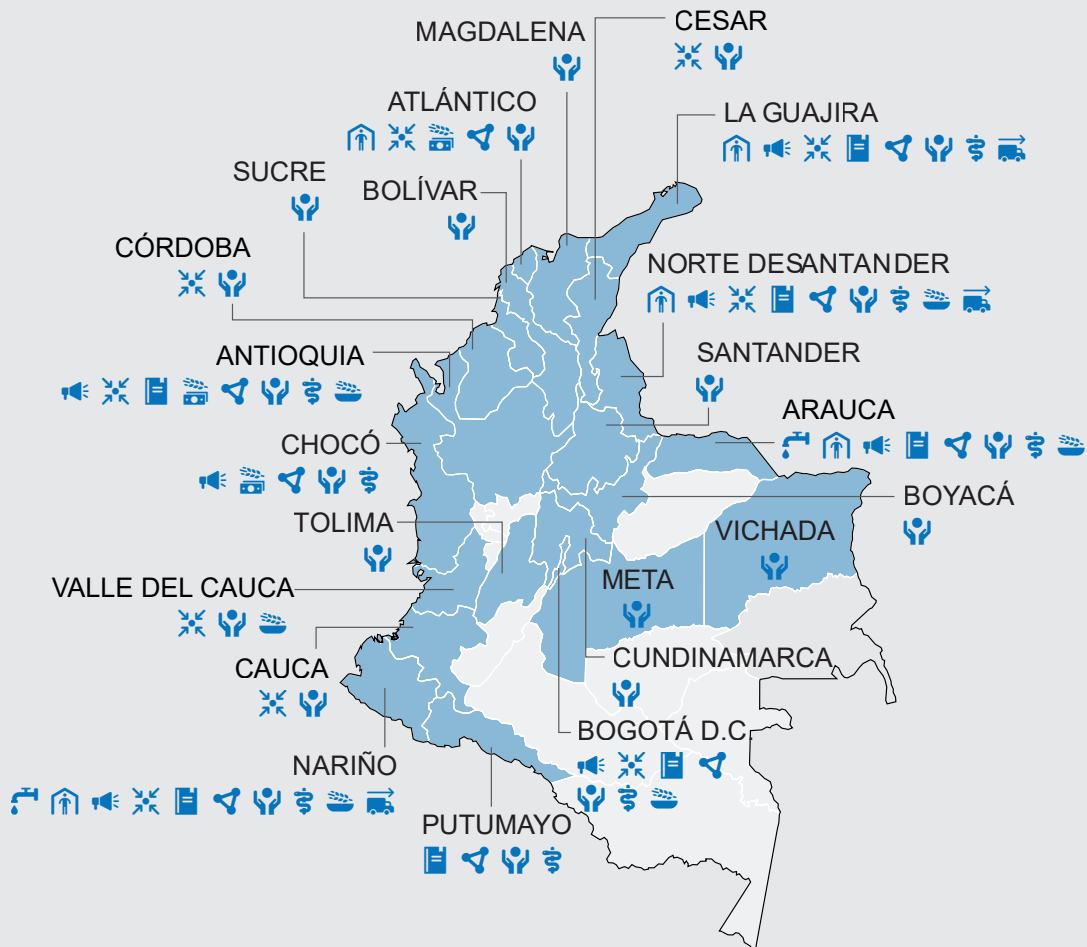 CESAR
MAGDALENA
ATLÁNTICO
LA GUAJIRA
SUCRE
BOLÍVAR
CÓRDOBA
NORTE DESANTANDER
ANTIOQUIA
SANTANDER
ARAUCA
CHOCÓ
BOYACÁ
TOLIMA
VICHADA
VALLE DEL CAUCA
META
CAUCA
CUNDINAMARCA
BOGOTÁ D.C.
NARIÑO
PUTUMAYO